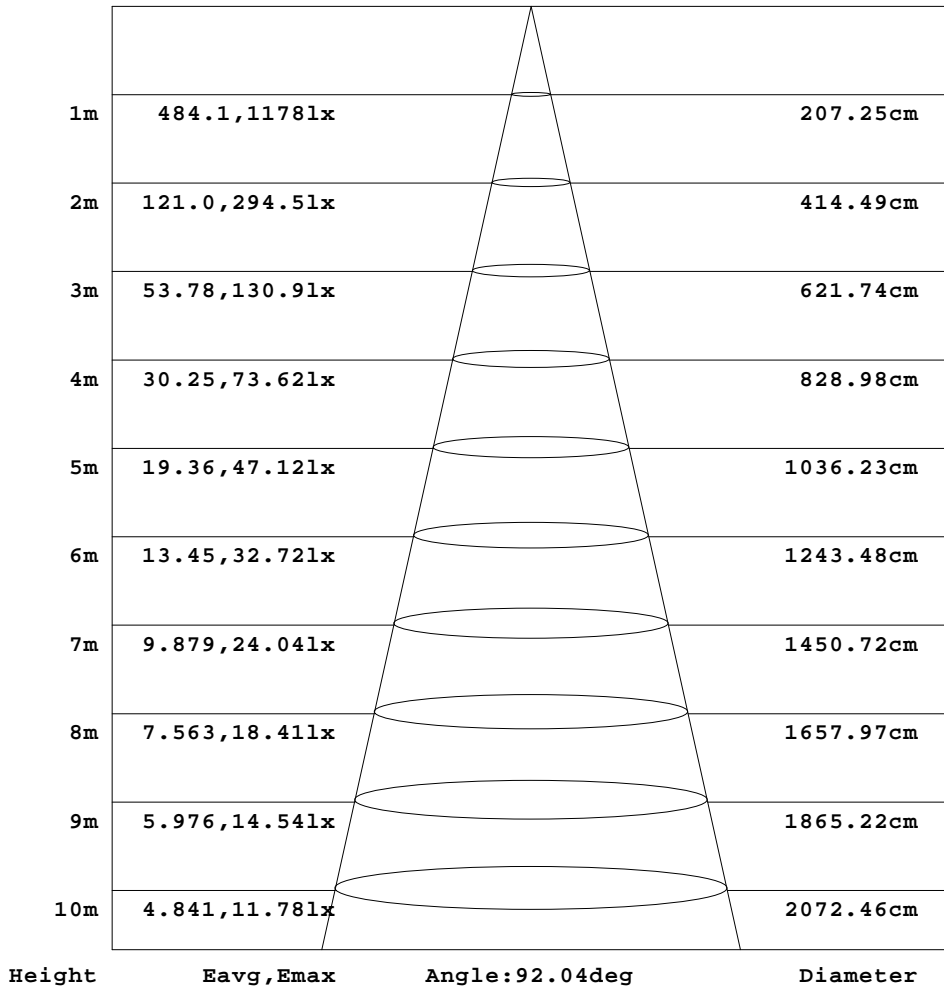 1m 484.1,1178lx 207.25cm
2m 121.0,294.5lx 414.49cm
3m 53.78,130.9lx 621.74cm
4m 30.25,73.62lx 828.98cm
5m 19.36,47.12lx 1036.23cm
6m 13.45,32.72lx 1243.48cm
7m 9.879,24.04lx 1450.72cm
8m 7.563,18.41lx 1657.97cm
9m 5.976,14.54lx 1865.22cm
10m 4.841,11.78lx 2072.46cm
Height Eavg,Emax Angle:92.04deg Diameter